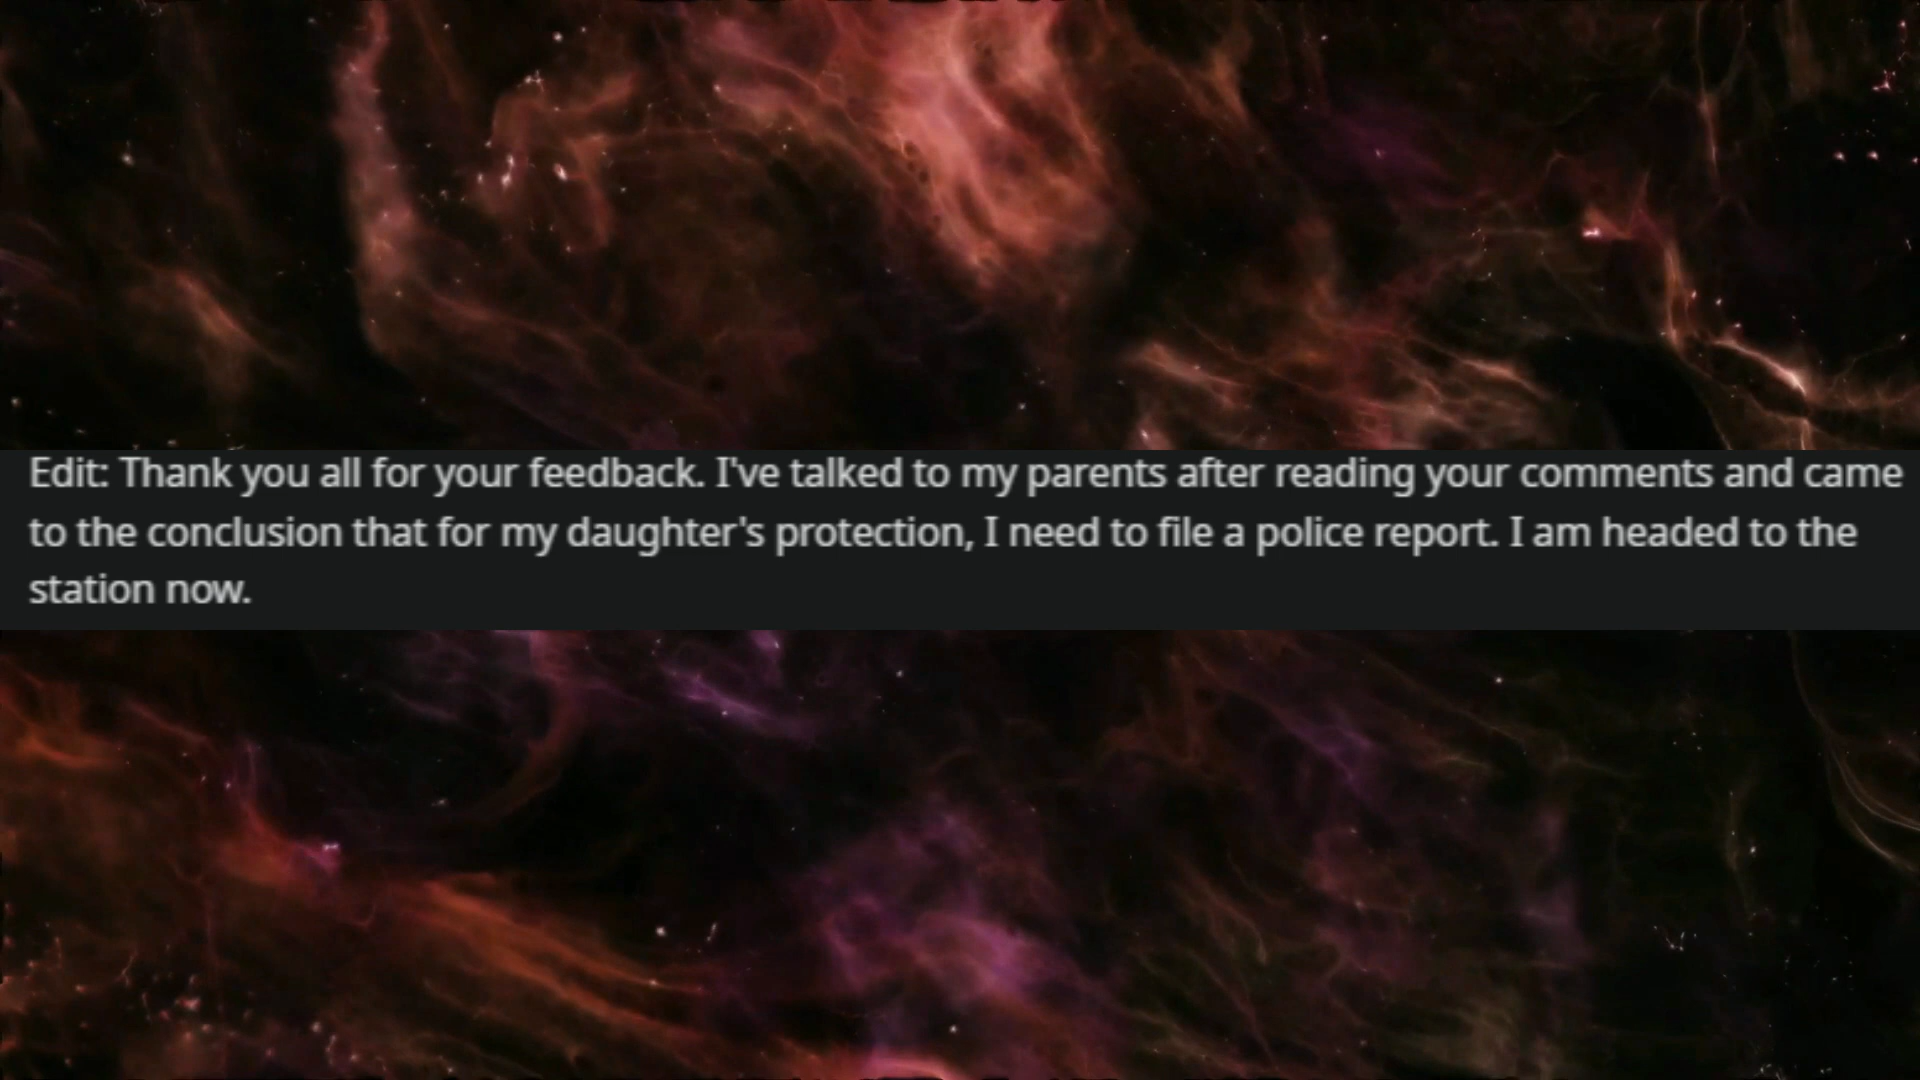 Edit: Thank you all for your feedback. I've talked to my parents after reading your comments and came
to the conclusion that for my daughter's protection, I need to file a police report. I am headed to the
station now.